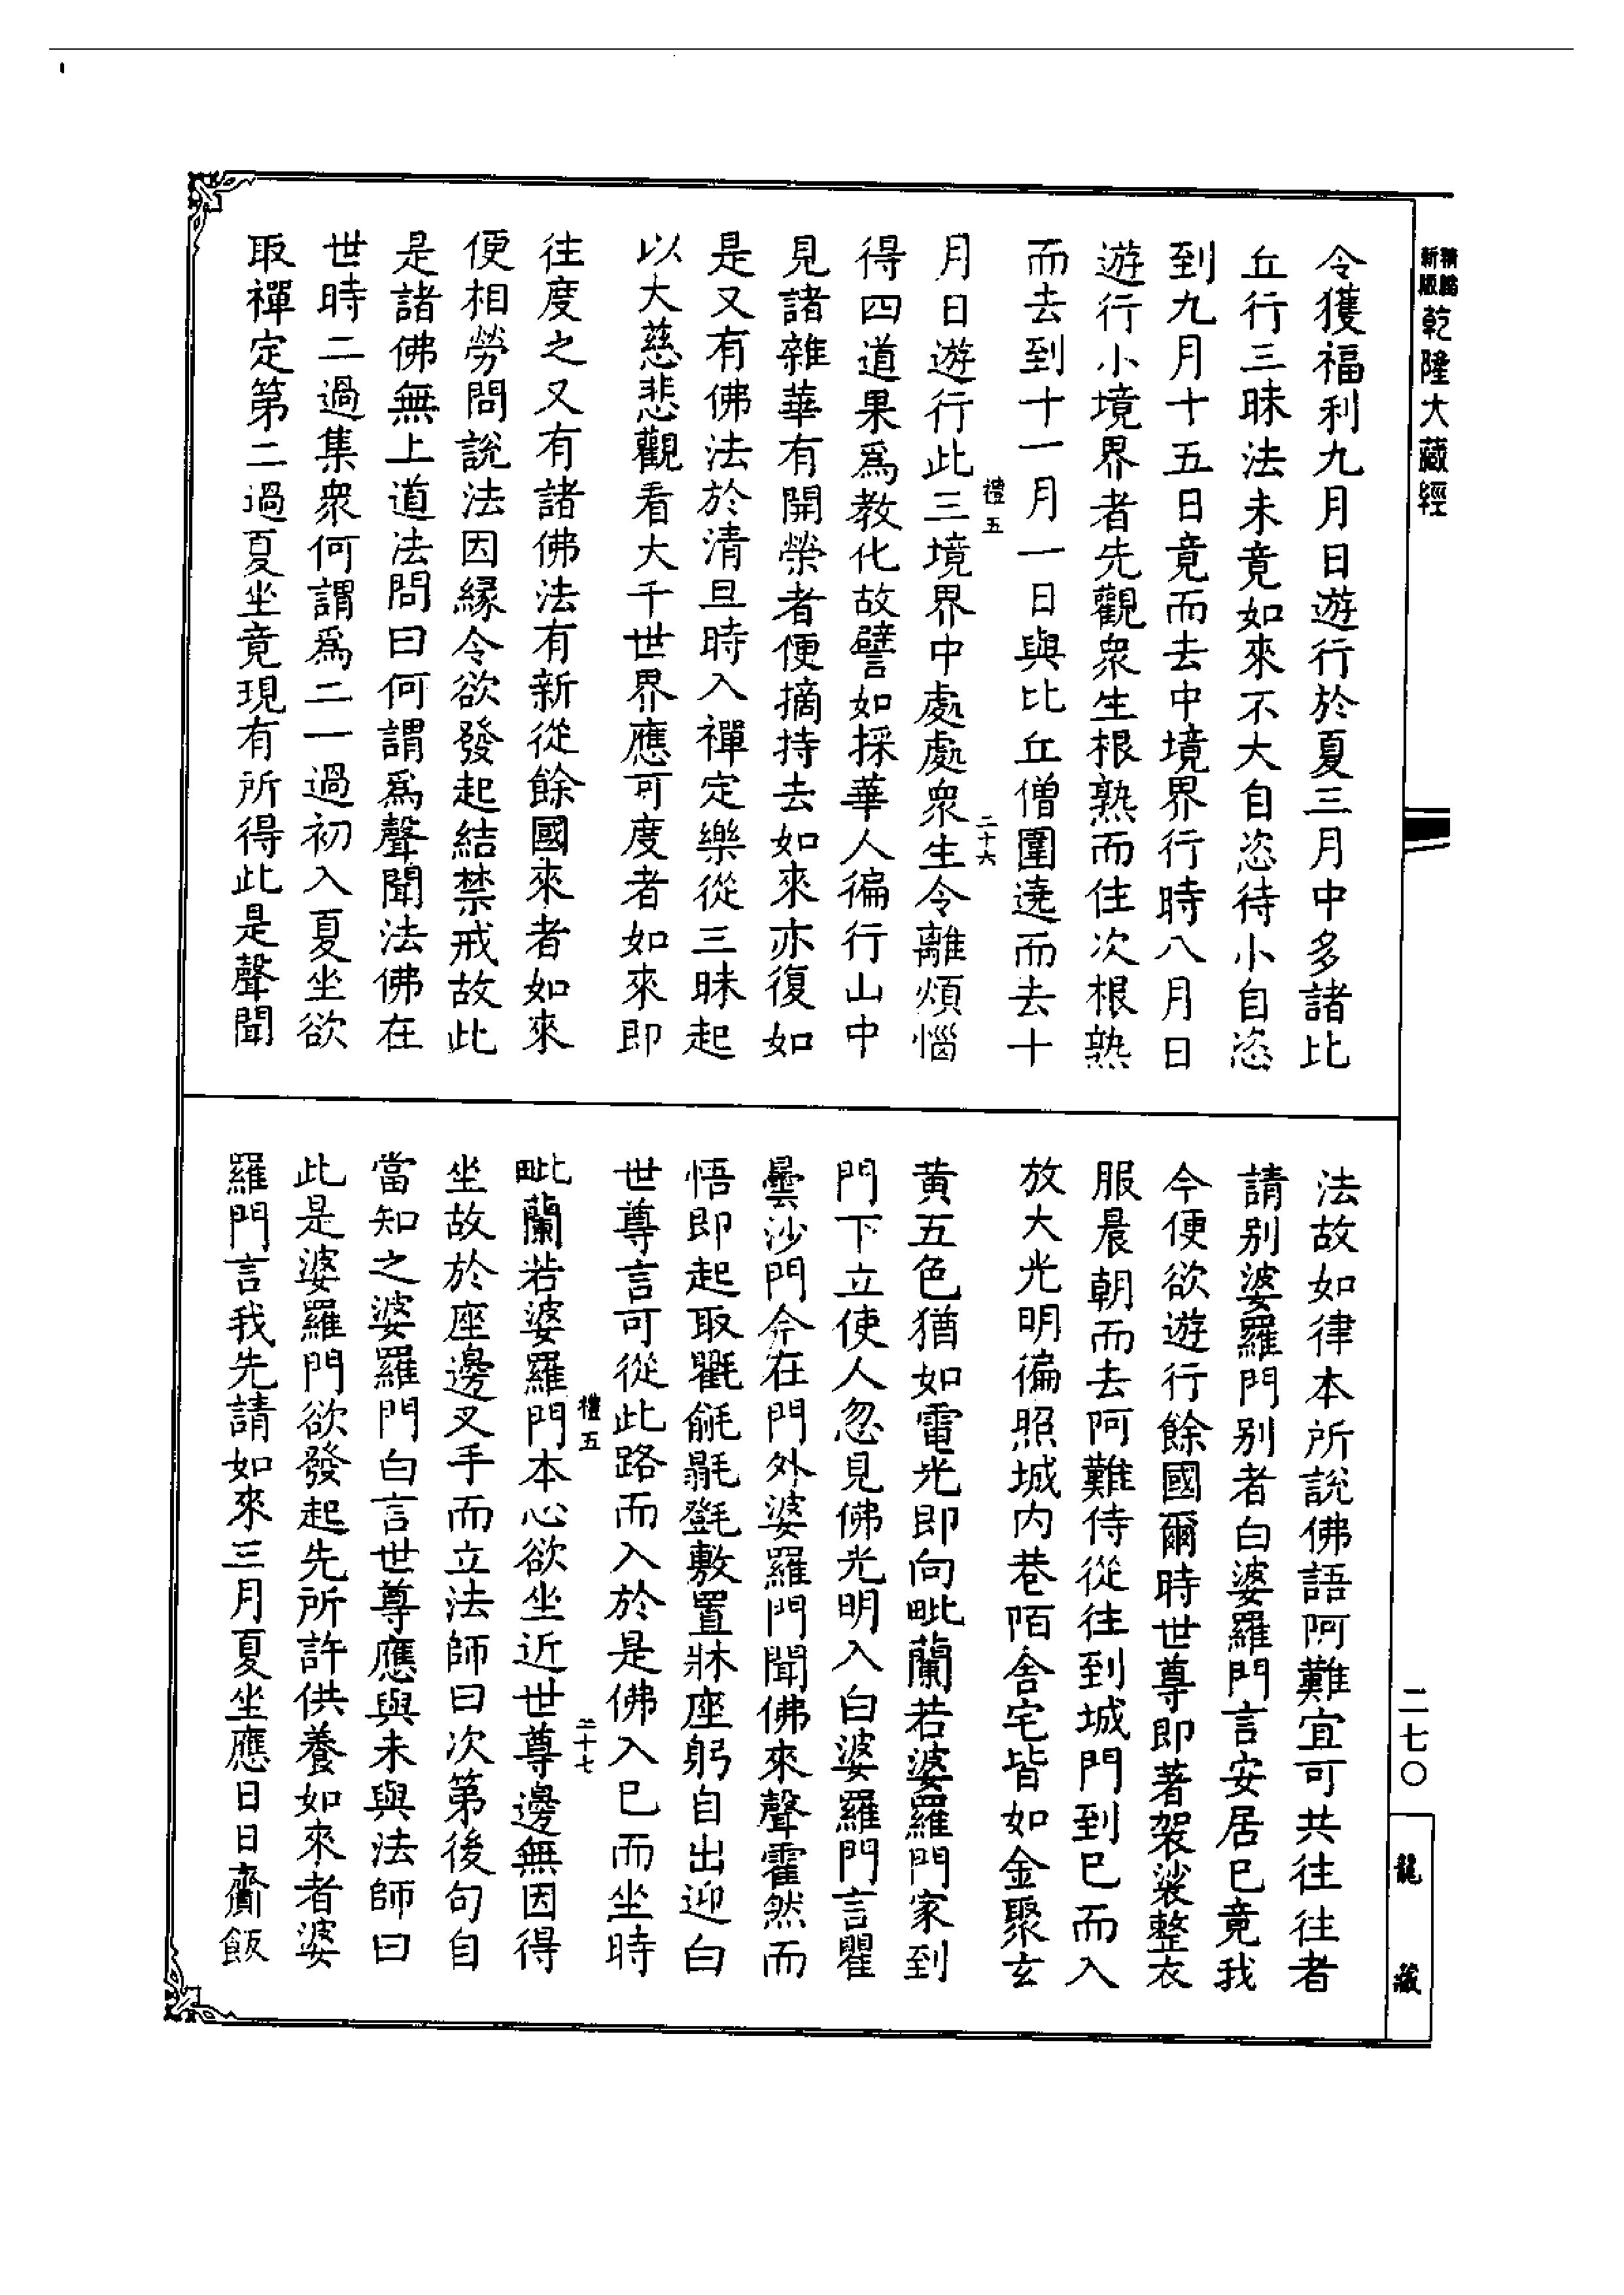 精編新版乾隆大藏經
令獲福利九月日遊行於夏三月中多諸比
丘行三昧法未竟如來不大自恣待小自恣
到九月十五日竟而去中境界行時八月日
遊行小境界者先觀衆生根熟而住次根熟
而去到十一月一日與比丘僧圍遶而去十
禮五 二十六
月日遊行此三境界中處處衆生令離煩惱
得四道果爲教化故譬如採華人徧行山中
見諸雜華有開榮者便摘持去如來亦復如
是又有佛法於清旦時入禪定樂從三昧起
以大慈悲觀看大千世界應可度者如來即
往度之又有諸佛法有新從餘國來者如來
便相勞問說法因緣令欲發起結禁戒故此
是諸佛無上道法問曰何謂爲聲聞法佛在
世時二過集衆何謂爲二一過初入夏坐欲
取禪定第二過夏坐竟現有所得此是聲聞
法故如律本所說佛語阿難宜可共往往者
請别婆羅門别者白婆羅門言安居已竟我
今便欲遊行餘國爾時世尊即著袈裟整衣
服晨朝而去阿難侍從往到城門到已而入
放大光明徧照城内巷陌舍宅皆如金聚玄
黄五色猶如電光即向毗蘭若婆羅門家到
門下立使人忽見佛光明入白婆羅門言瞿
曇沙門今在門外婆羅門聞佛來聲霍然而
悟即起取氍毹毾㲪敷置牀座躬自出迎白
世尊言可從此路而入於是佛入已而坐時
禮五 二十七
毗蘭若婆羅門本心欲坐近世尊邊無因得
坐故於座邊叉手而立法師曰次第後句自
當知之婆羅門白言世尊應與未與法師曰
此是婆羅門欲發起先所許供養如來者婆
羅門言我先請如來三月夏坐應日日齎飯
二七〇
龍藏